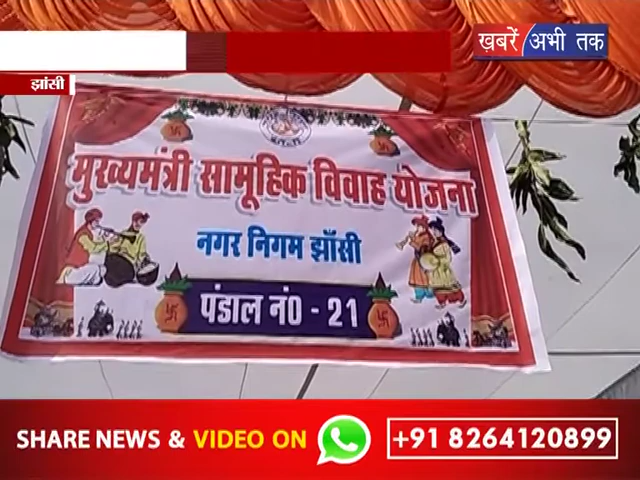 ख़बरें अभी तक
झांसी
मुख्यमंत्री सामूहिक विवाह योजना
नगर निगम झाँसी
पंडाल नं0 - 21
SHARE NEWS & VIDEO ON +91 8264120899